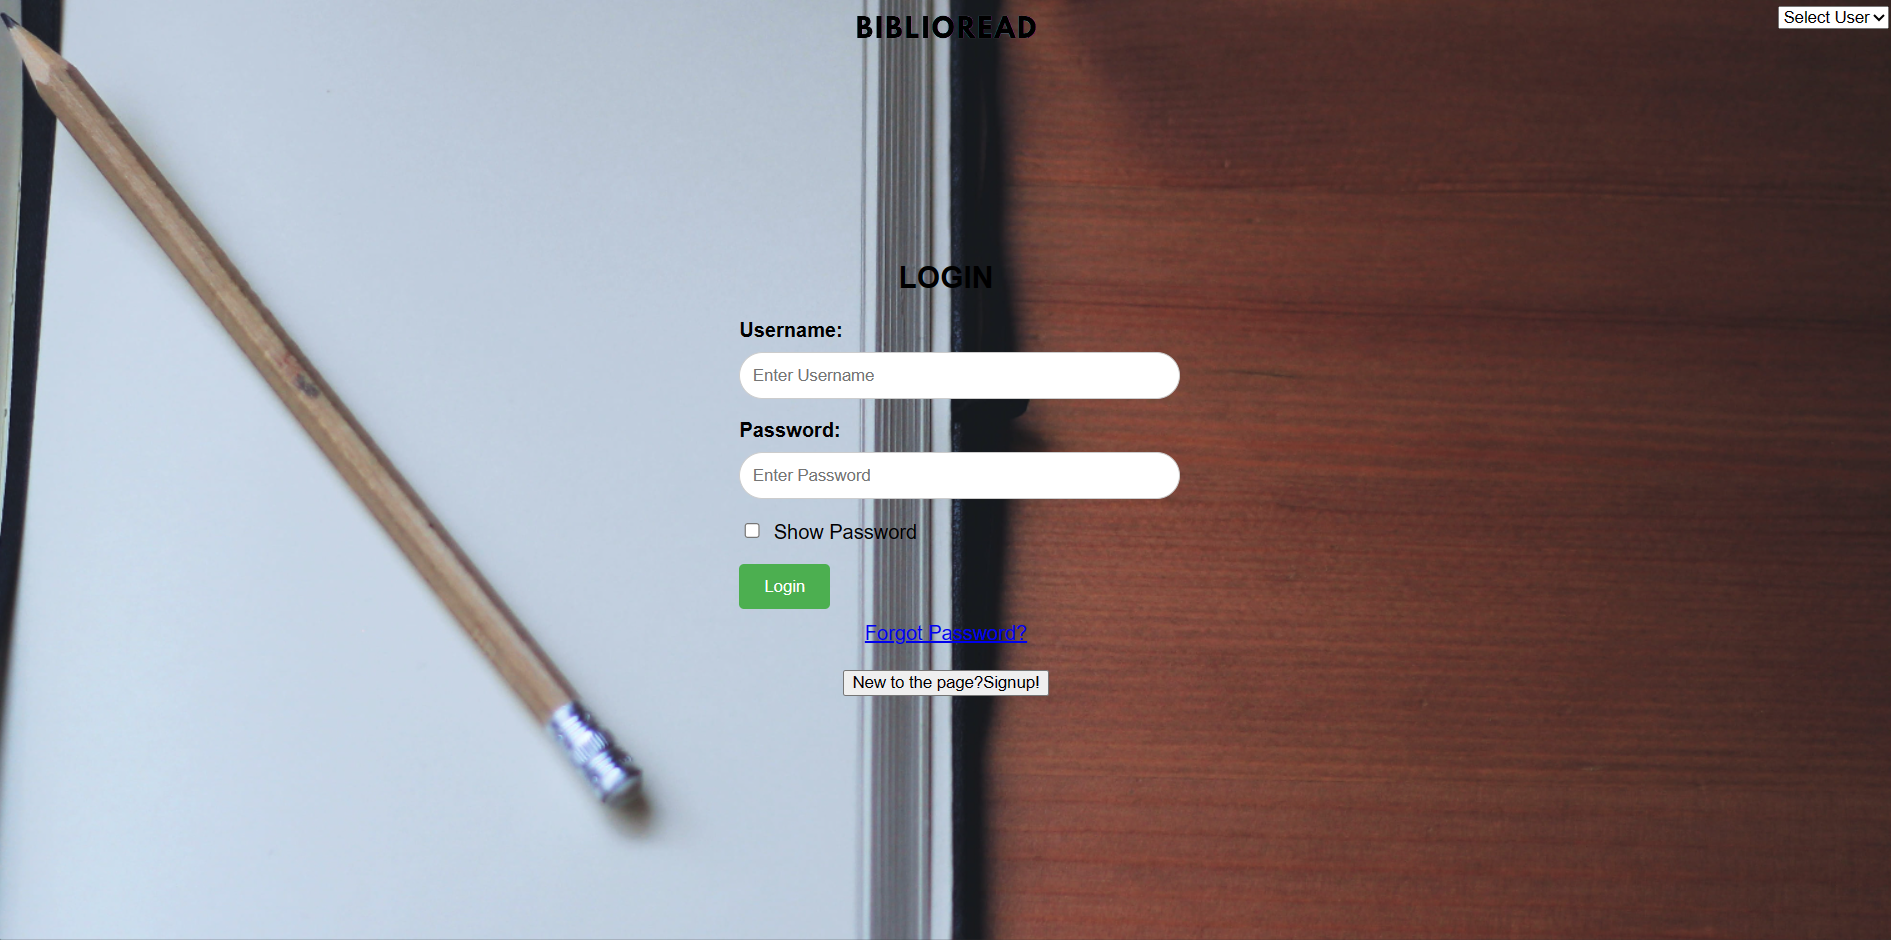 BIBLIOREAD
Select User
LOGIN
Username:
Enter Username
Password:
Enter Password
Show Password
Login
Forgot Password?
New to the page?Signup!